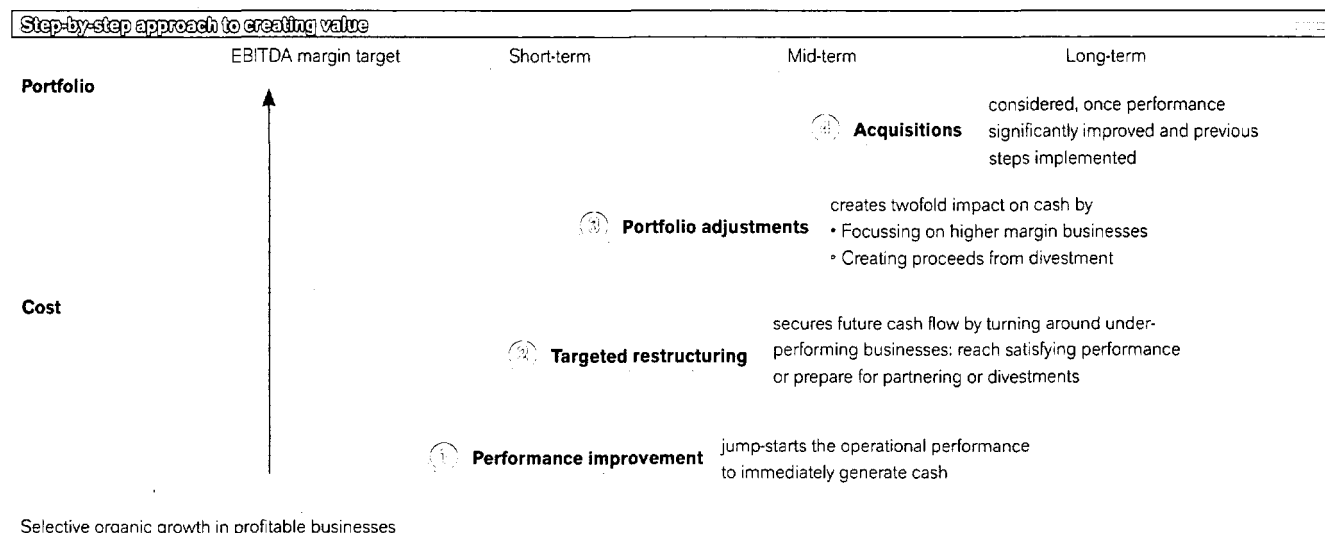 Step-by-step approach to creating value
EBITDA margin target Short-term Mid-term Long-term
Portfolio
4 Acquisitions
considered, once performance
significantly improved and previous
steps implemented
3 Portfolio adjustments
creates twofold impact on cash by
• Focussing on higher margin businesses
• Creating proceeds from divestment
Cost
2 Targeted restructuring
secures future cash flow by turning around under-
performing businesses: reach satisfying performance
or prepare for partnering or divestments
1 Performance improvement
jump-starts the operational performance
to immediately generate cash
Selective organic growth in profitable businesses